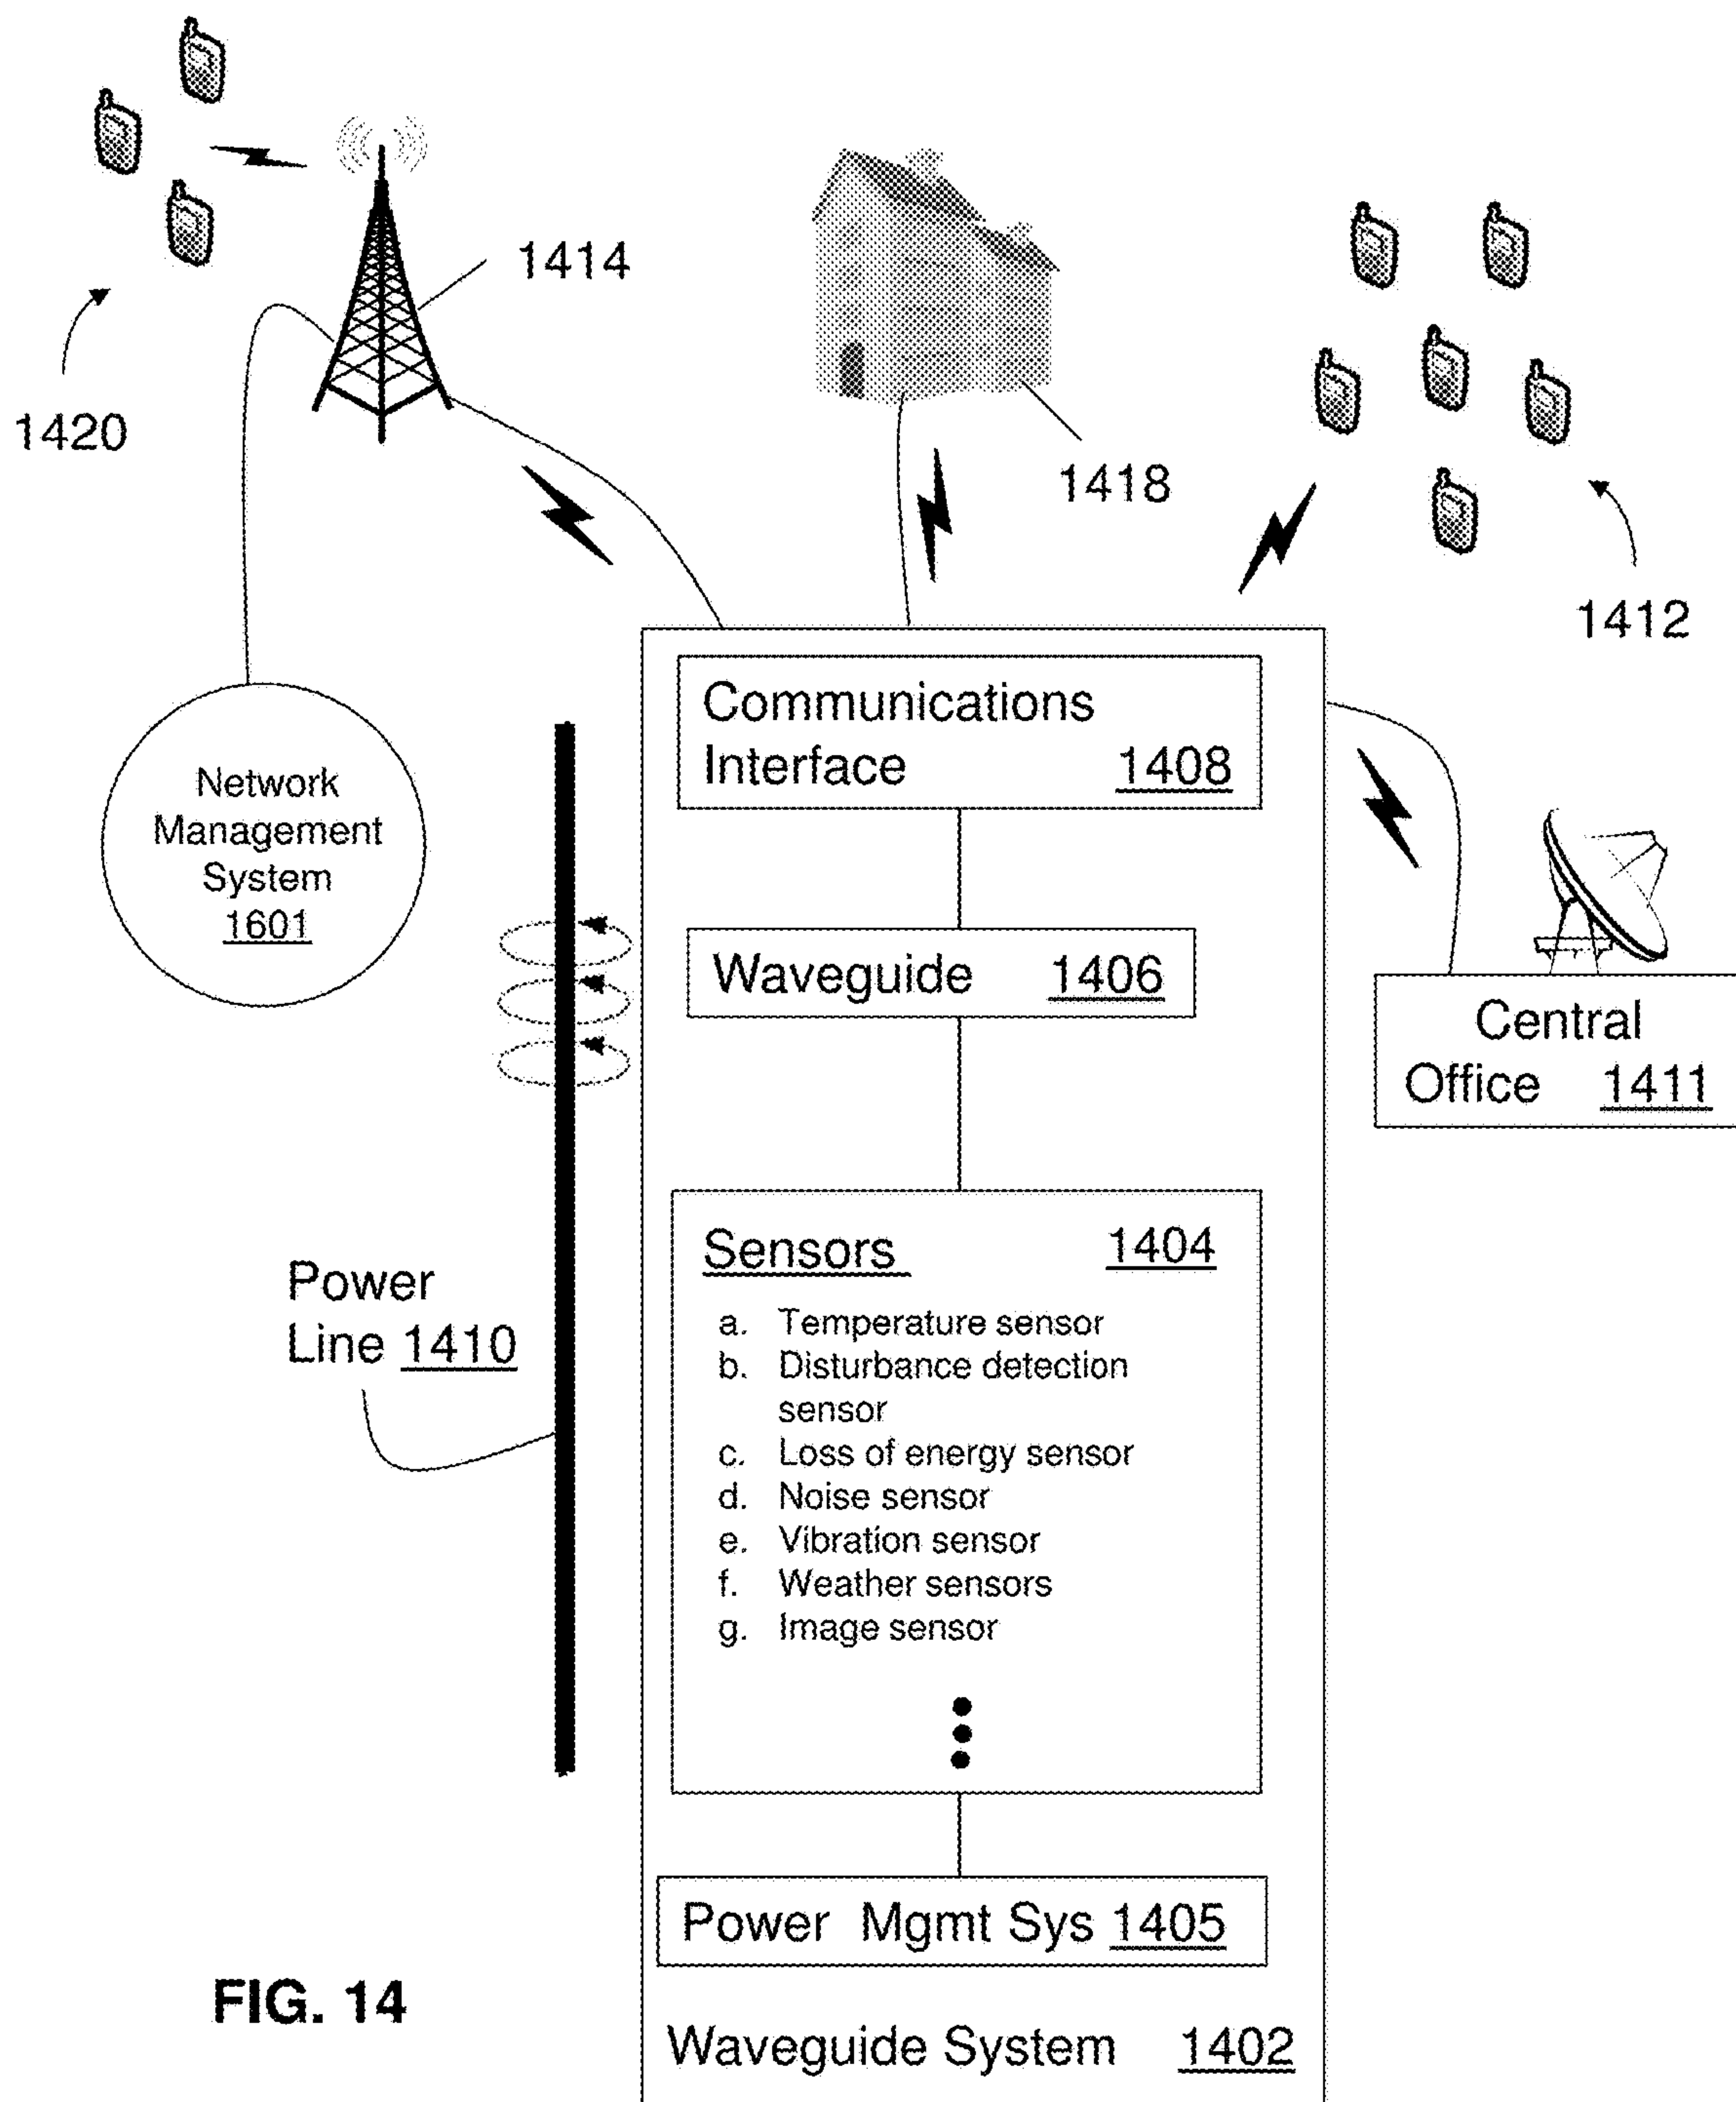 1414
1420
1418
1412
Communications
Interface 1408
Network
Management
System
1601
Waveguide 1406
Central
Office 1411
Sensors 1404
Power
Line 1410
a. Temperature sensor
b. Disturbance detection
sensor
c. Loss of energy sensor
d. Noise sensor
e. Vibration sensor
f. Weather sensors
g. Image sensor
Power Mgmt Sys 1405
FIG. 14
Waveguide System 1402